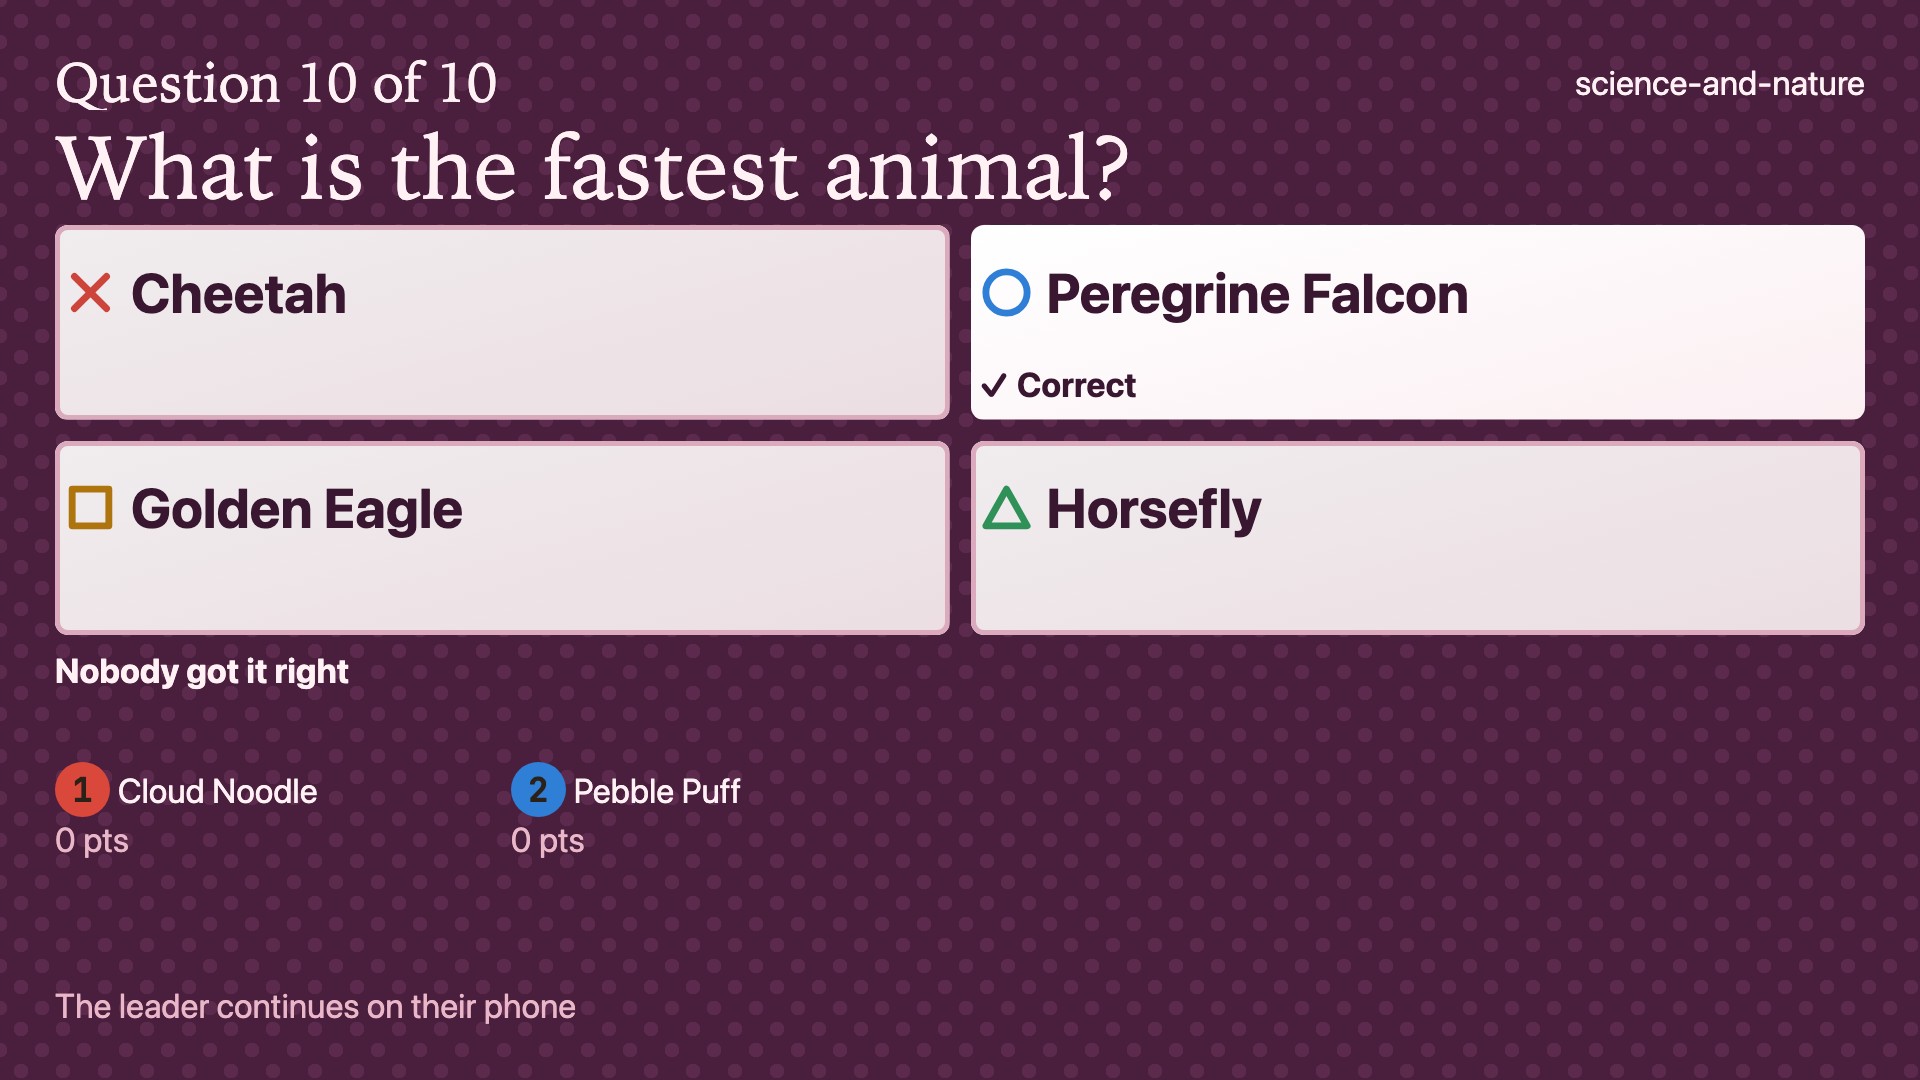 Question 10 of 10
science-and-nature
What is the fastest animal?
Cheetah
Peregrine Falcon
✓ Correct
Golden Eagle
Horsefly
Nobody got it right
1 Cloud Noodle
0 pts
2 Pebble Puff
0 pts
The leader continues on their phone